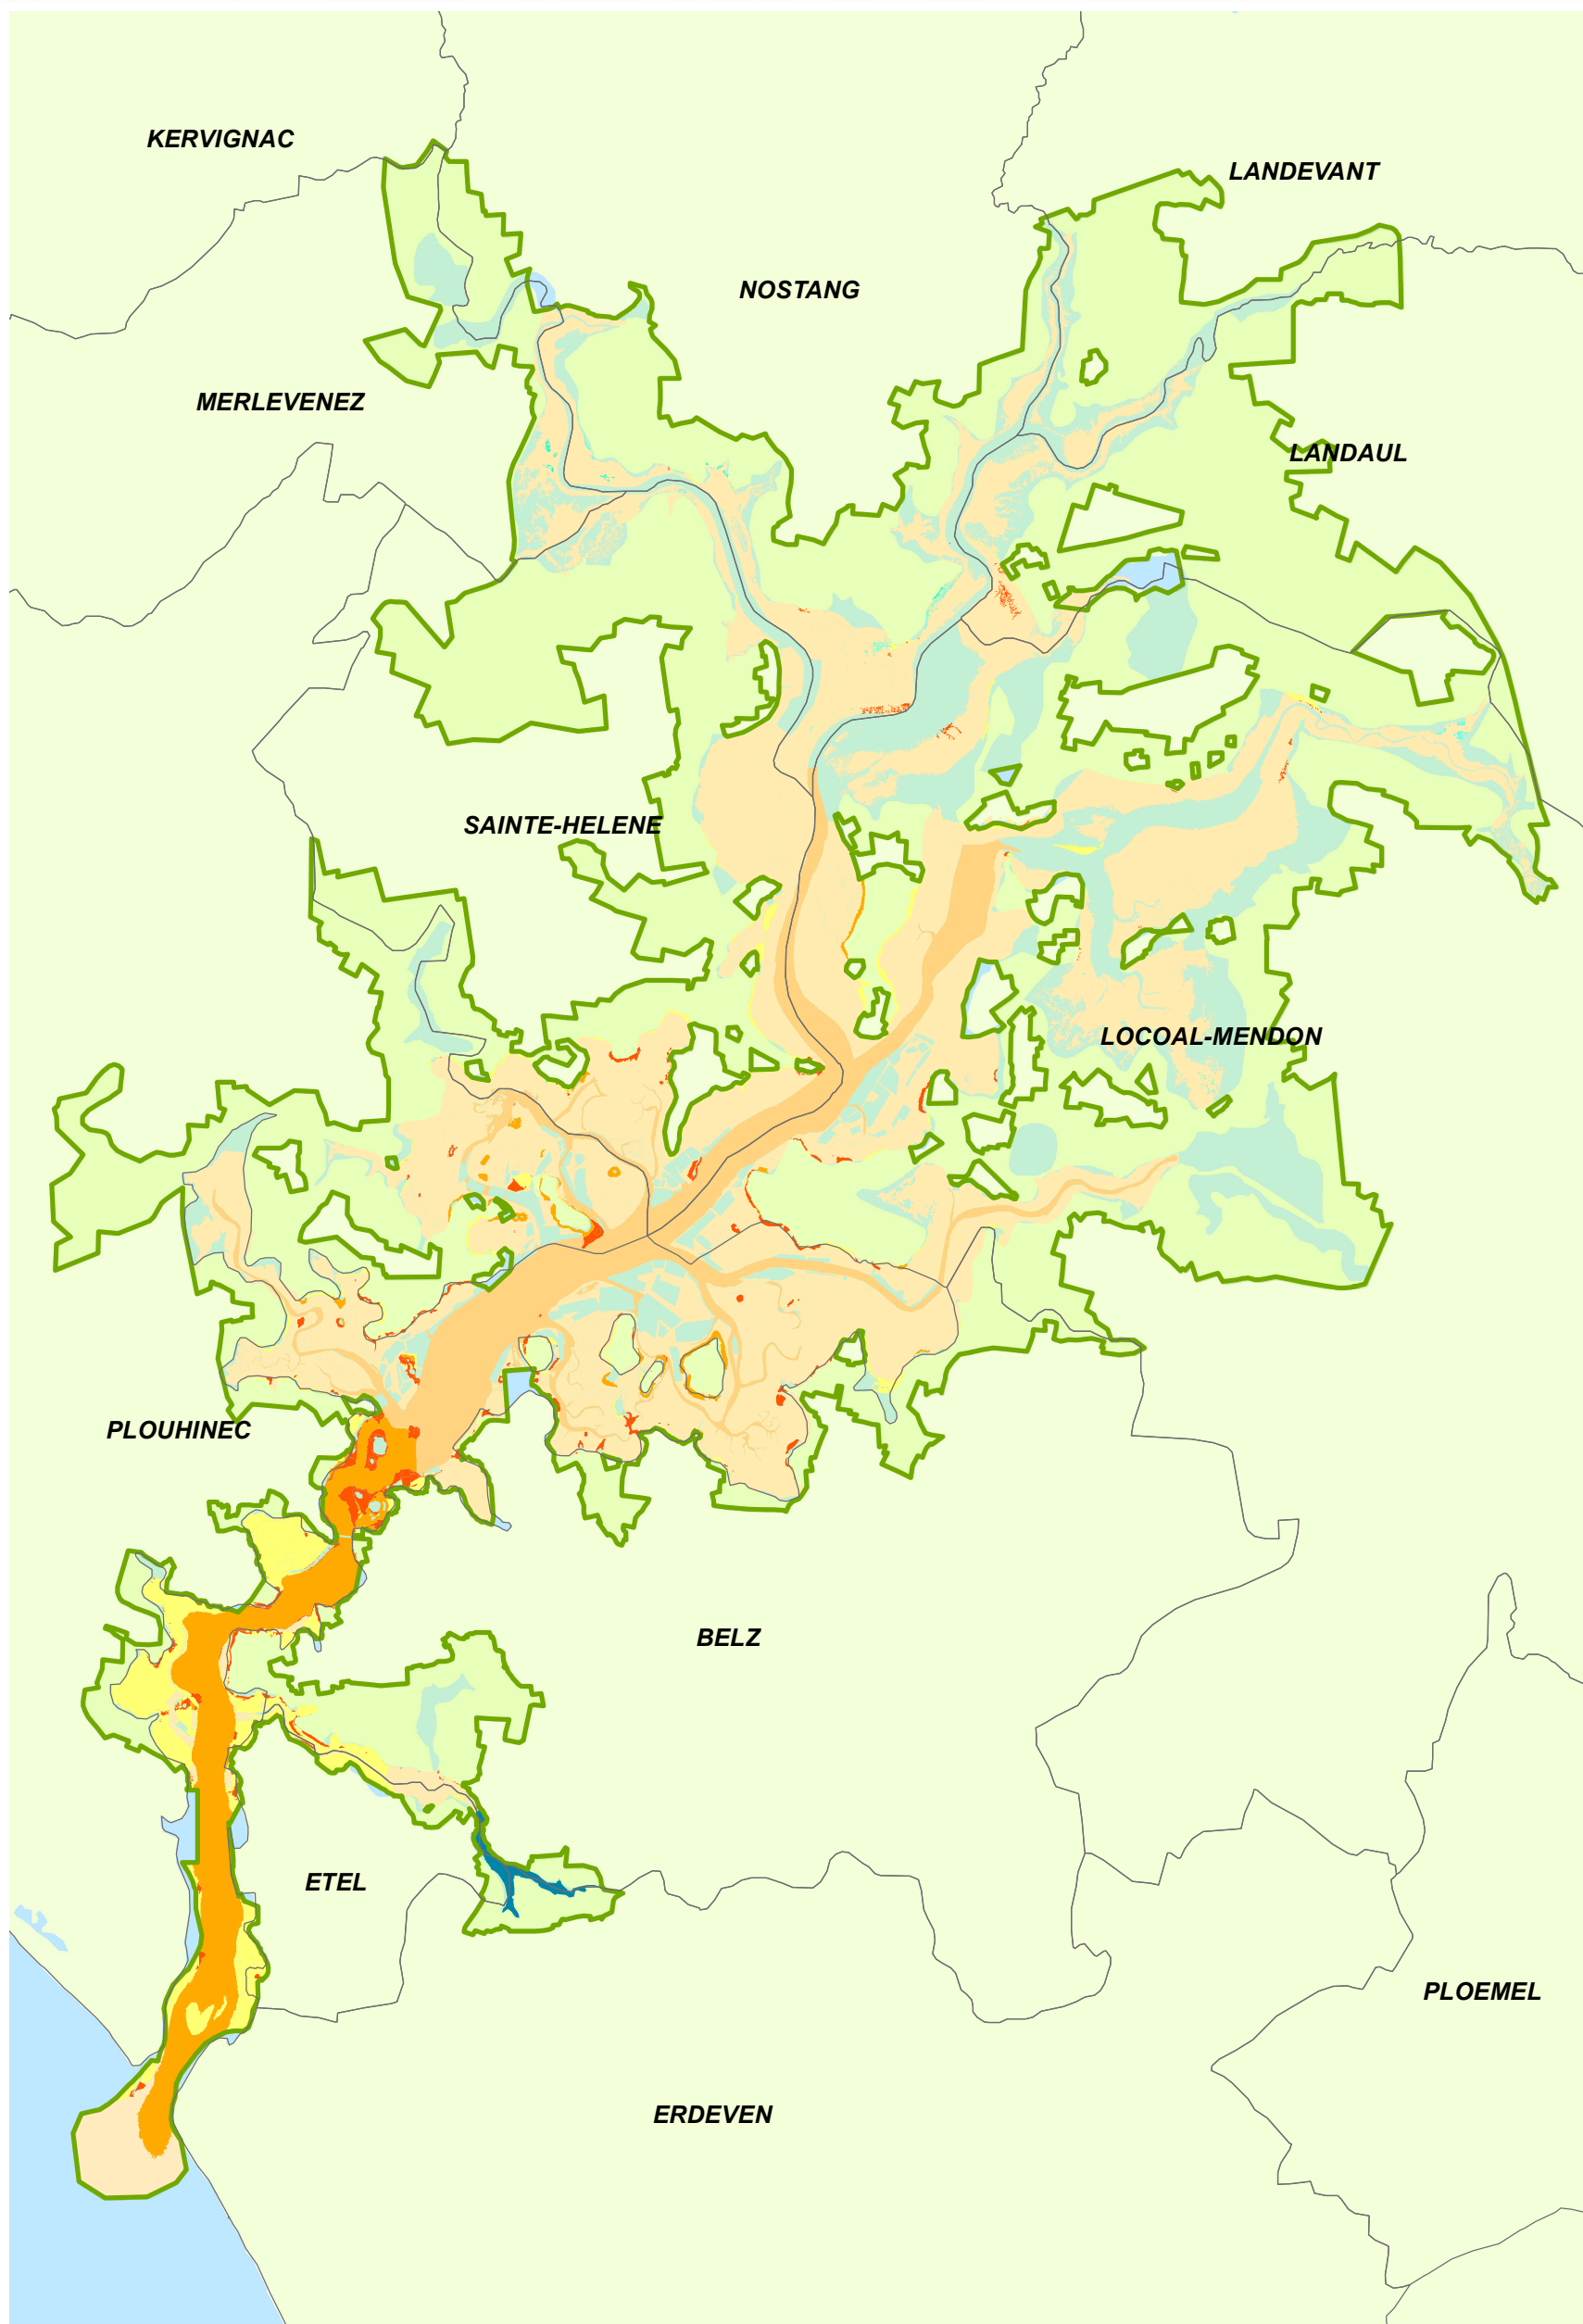 KERVIGNAC
LANDEVANT
NOSTANG
MERLEVENEZ
LANDAUL
SAINTE-HELENE
LOCOAL-MENDON
PLOUHINEC
BELZ
ETEL
PLOEMEL
ERDEVEN